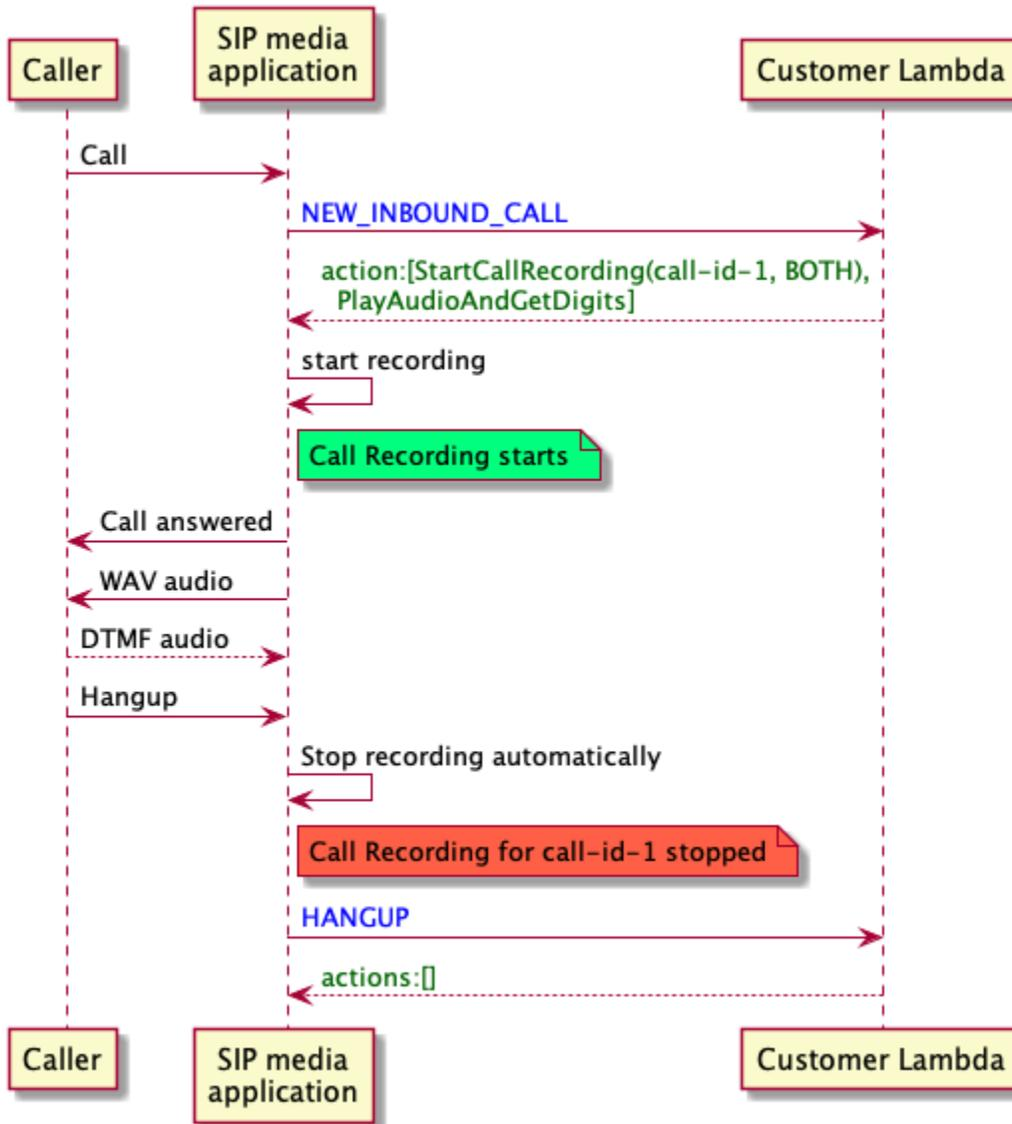 Caller
SIP media
application
Customer Lambda
Call
NEW_INBOUND_CALL
action:[StartCallRecording(call-id-1, BOTH),
PlayAudioAndGetDigits]
start recording
Call Recording starts
Call answered
WAV audio
DTMF audio
Hangup
Stop recording automatically
Call Recording for call-id-1 stopped
HANGUP
actions:[]
Caller
SIP media
application
Customer Lambda